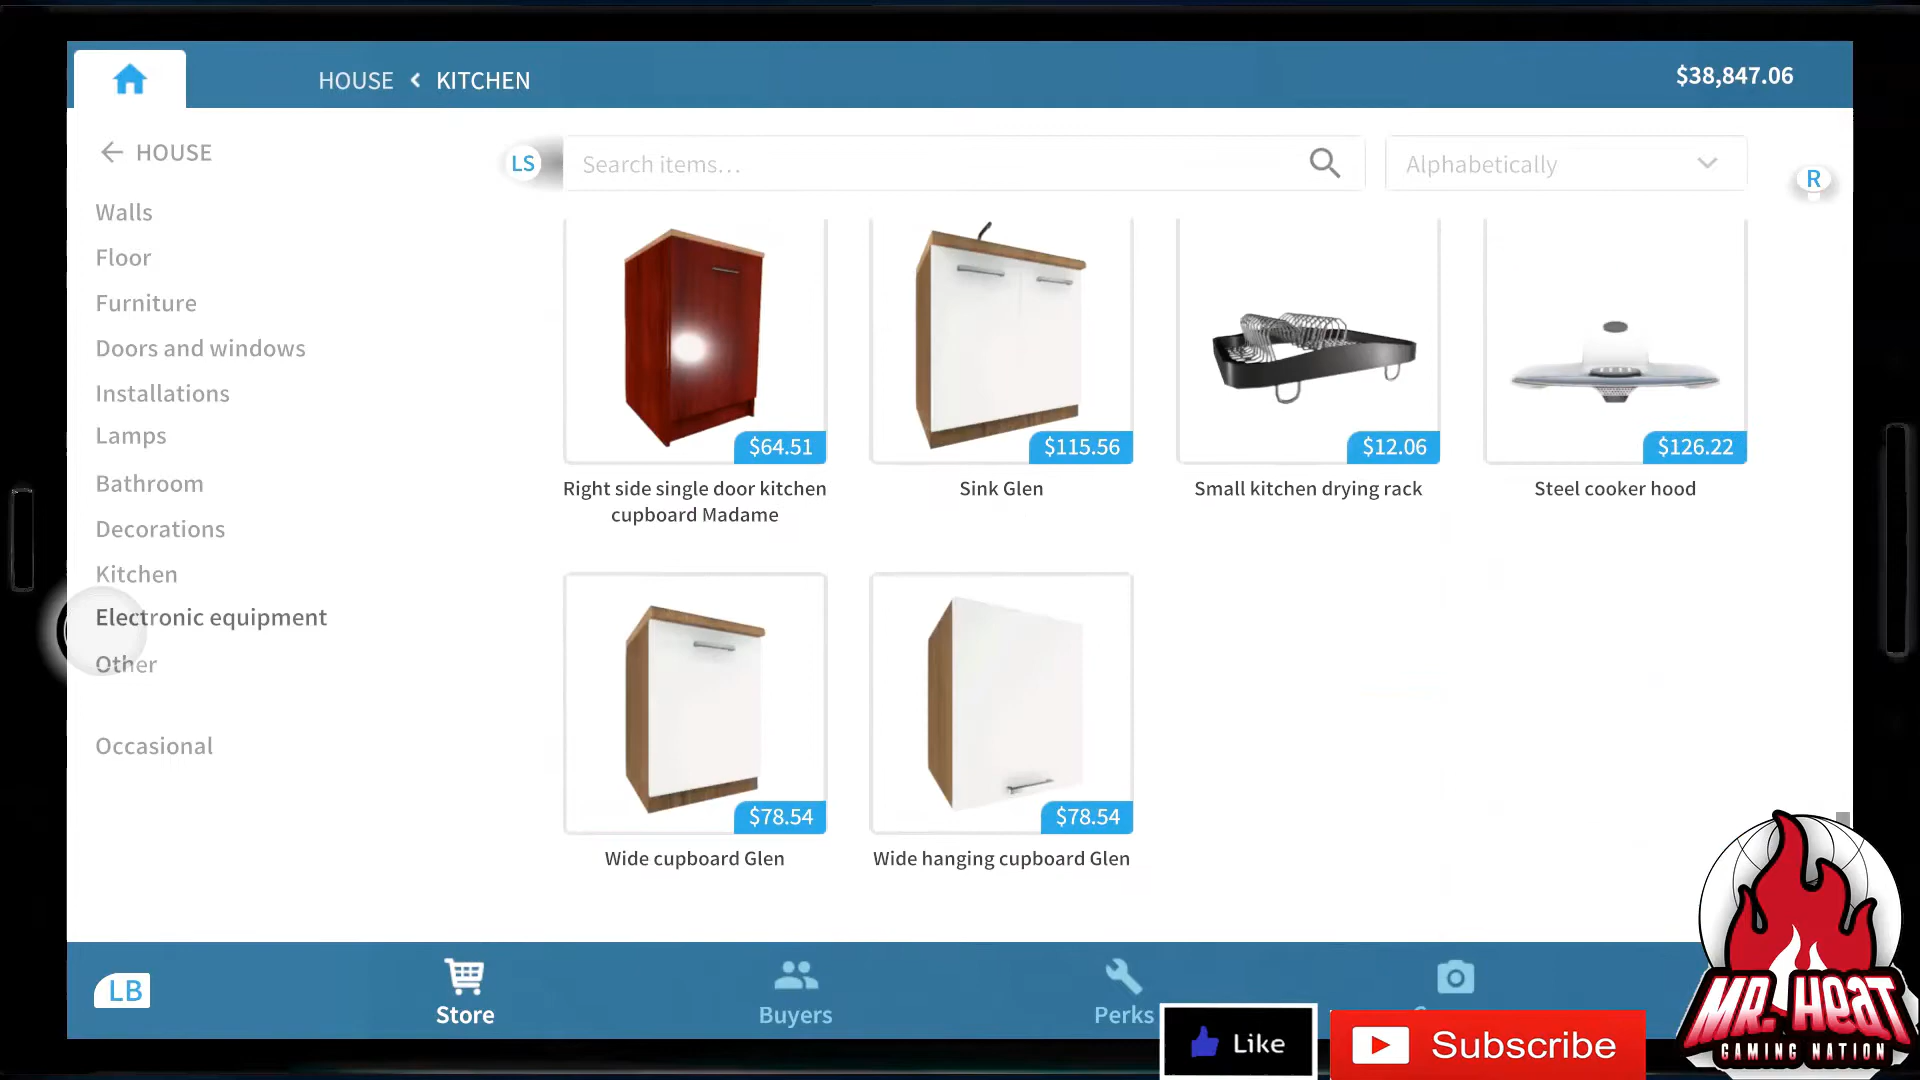 HOUSE < KITCHEN
$38,847.06
HOUSE
LS
Search items...
Alphabetically
R
Walls
Floor
Furniture
Doors and windows
Installations
Lamps
Bathroom
Decorations
Kitchen
Electronic equipment
Other
Occasional
$64.51
$115.56
$12.06
$126.22
Right side single door kitchen
cupboard Madame
Sink Glen
Small kitchen drying rack
Steel cooker hood
$78.54
$78.54
Wide cupboard Glen
Wide hanging cupboard Glen
LB
Store
Buyers
Perks
Like
Subscribe
MR. HEAT
GAMING NATION